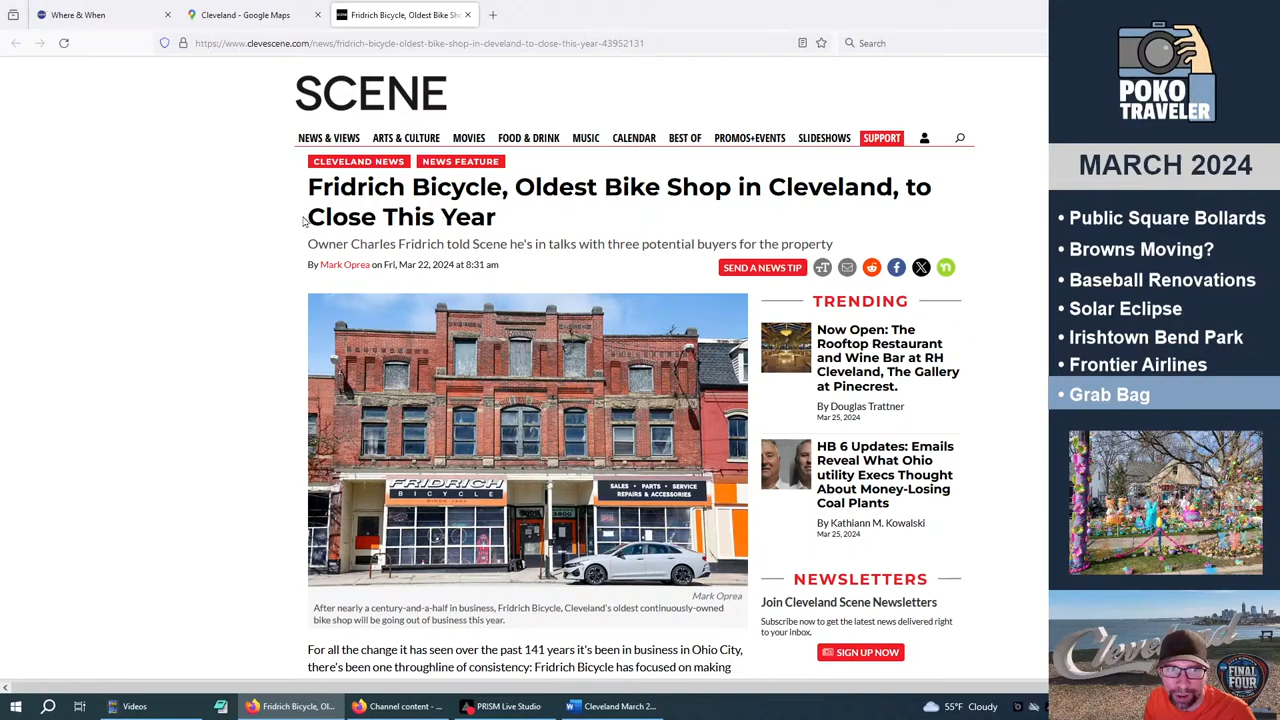 Where & When
Cleveland - Google Maps
Fridrich Bicycle, Oldest Bike Sho
https://www.clevescene.com/news/fridrich-bicycle-oldest-bike-shop-in-cleveland-to-close-this-year-43952131
Search
SCENE
NEWS & VIEWS ARTS & CULTURE MOVIES FOOD & DRINK MUSIC CALENDAR BEST OF PROMOS+EVENTS SLIDESHOWS SUPPORT
CLEVELAND NEWS NEWS FEATURE
Fridrich Bicycle, Oldest Bike Shop in Cleveland, to
Close This Year
Owner Charles Fridrich told Scene he's in talks with three potential buyers for the property
By Mark Oprea on Fri, Mar 22, 2024 at 8:31 am
SEND A NEWS TIP
FRIDRICH
BICYCLE
SALES • PARTS • SERVICE
REPAIRS & ACCESSORIES
Mark Oprea
After nearly a century-and-a-half in business, Fridrich Bicycle, Cleveland's oldest continuously-owned
bike shop will be going out of business this year.
For all the change it has seen over the past 141 years it's been in business in Ohio City,
there's been one throughline of consistency: Fridrich Bicycle has focused on making
TRENDING
Now Open: The
Rooftop Restaurant
and Wine Bar at RH
Cleveland, The Gallery
at Pinecrest.
By Douglas Trattner
Mar 25, 2024
HB 6 Updates: Emails
Reveal What Ohio
utility Execs Thought
About Money-Losing
Coal Plants
By Kathiann M. Kowalski
Mar 25, 2024
NEWSLETTERS
Join Cleveland Scene Newsletters
Subscribe now to get the latest news delivered right
to your inbox.
SIGN UP NOW
POKO
TRAVELER
MARCH 2024
• Public Square Bollards
• Browns Moving?
• Baseball Renovations
• Solar Eclipse
• Irishtown Bend Park
• Frontier Airlines
• Grab Bag
Cleveland
FINAL
FOUR
Videos
Fridrich Bicycle, Ol...
Channel content - ...
PRISM Live Studio
Cleveland March 2...
55°F Cloudy